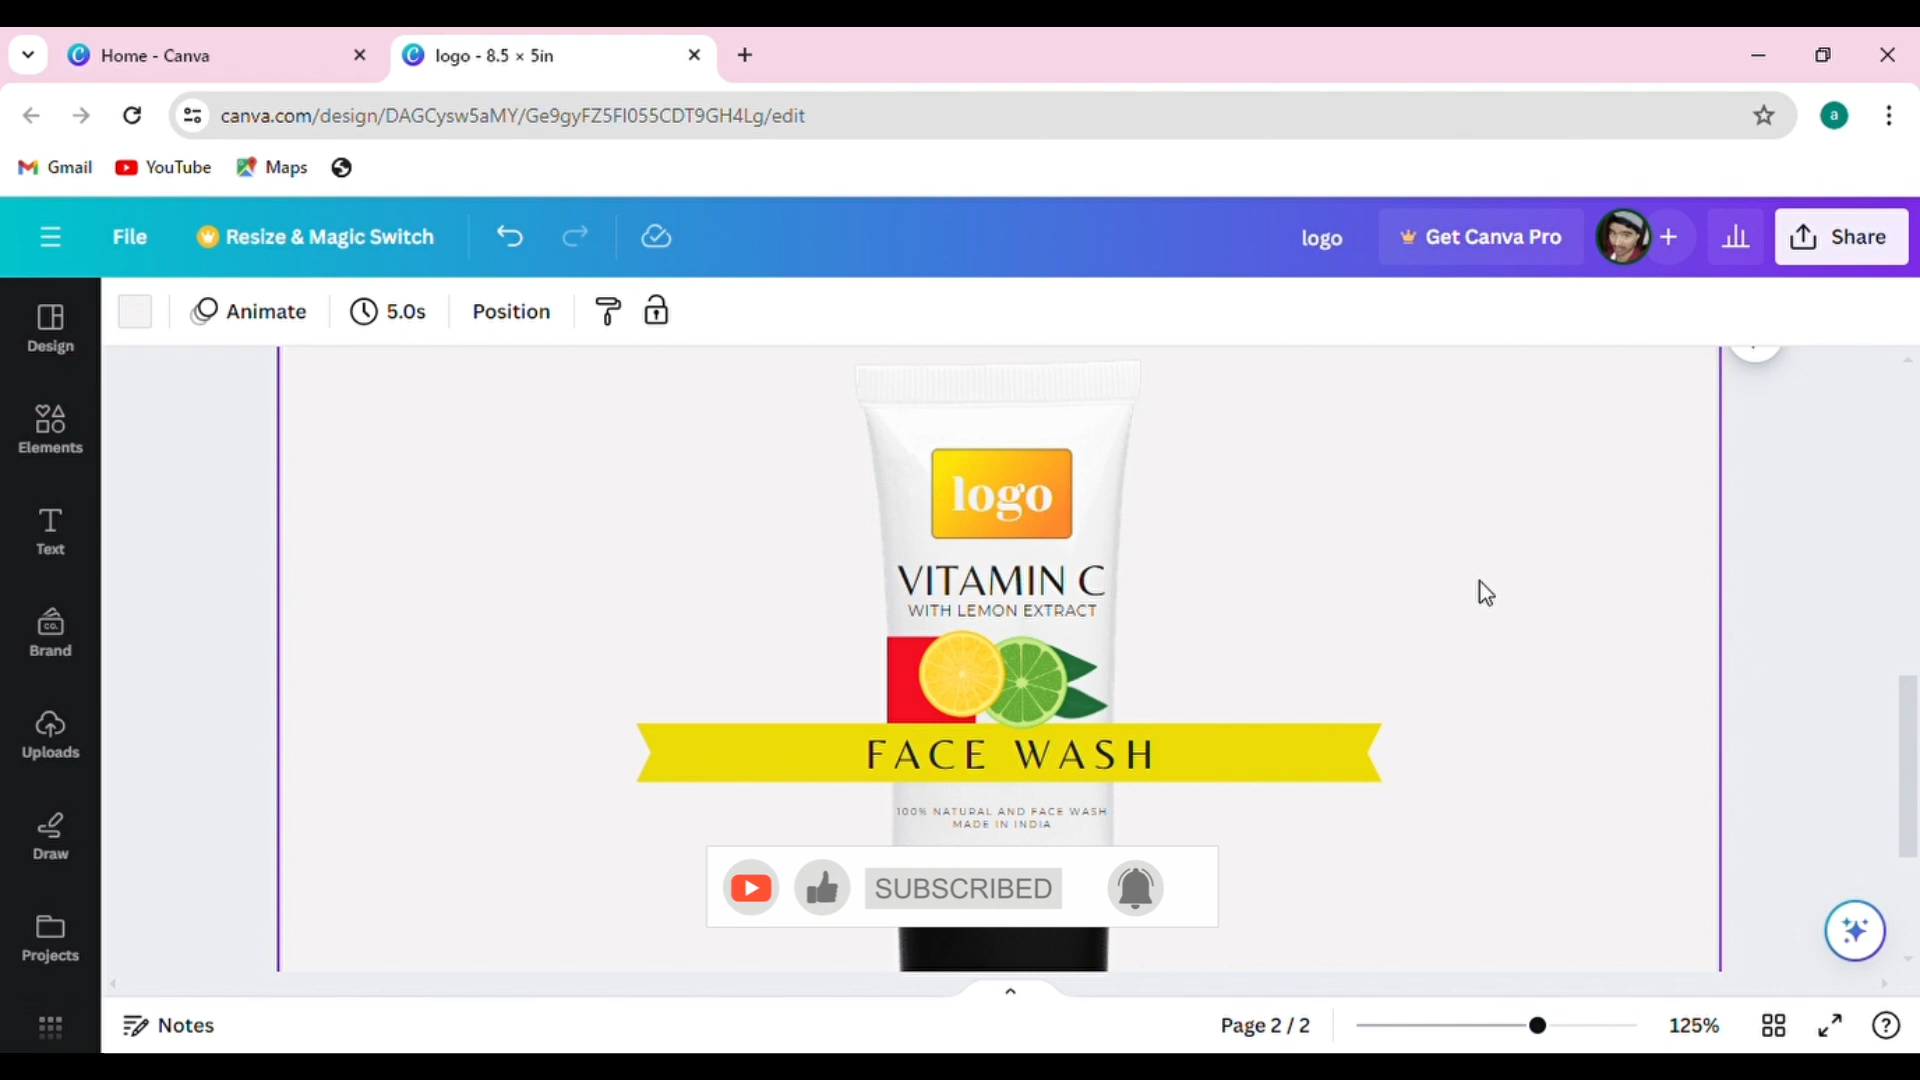 Home - Canva
logo - 8.5 × 5in
canva.com/design/DAGCysw5aMY/Ge9gyFZ5FI055CDT9GH4Lg/edit
a
Gmail
YouTube
Maps
File
Resize & Magic Switch
logo
Get Canva Pro
Share
Animate
5.0s
Position
Design
Elements
Text
CO.
Brand
Uploads
Draw
Projects
logo
VITAMIN C
WITH LEMON EXTRACT
FACE WASH
100% NATURAL AND FACE WASH
MADE IN INDIA
SUBSCRIBED
Notes
Page 2 / 2
125%